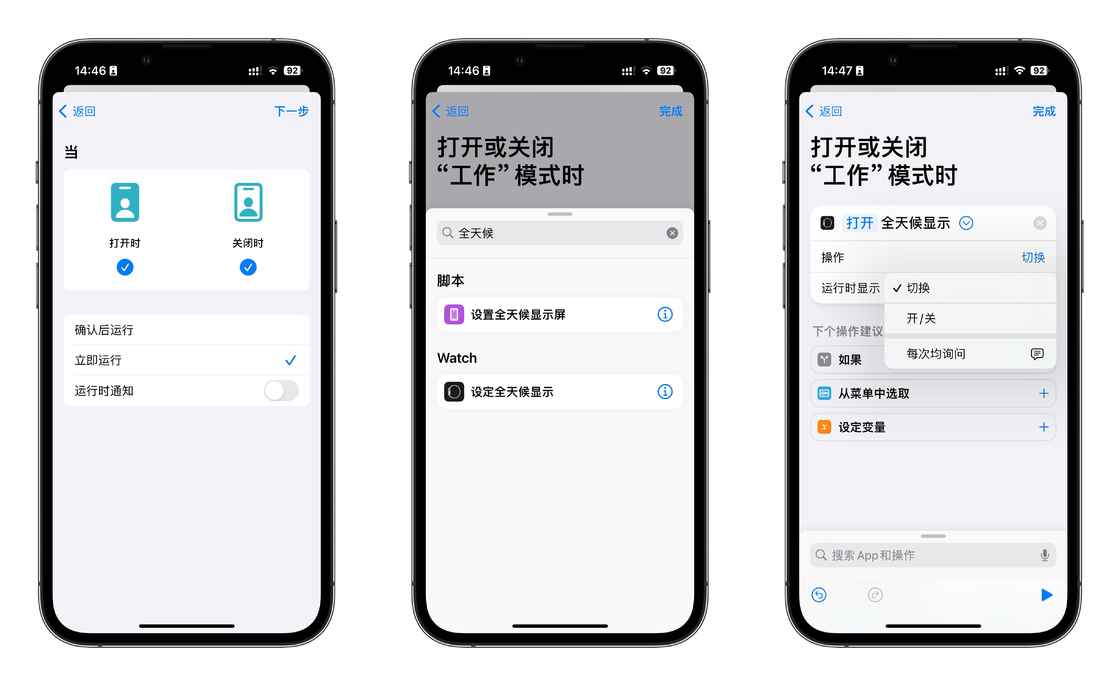 14:46
92
返回
下一步
当
打开时
关闭时
确认后运行
立即运行
运行时通知
14:46
92
返回
完成
打开或关闭
“工作” 模式时
全天候
脚本
设置全天候显示屏
Watch
设定全天候显示
14:47
92
返回
完成
打开或关闭
“工作” 模式时
打开 全天候显示
操作
切换
运行时显示
切换
开/关
每次均询问
下个操作建议
如果
从菜单中选取
设定变量
搜索 App 和操作